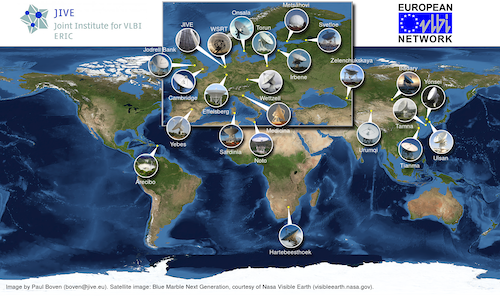 JIVE
Joint Institute for VLBI
ERIC
EUROPEAN
vlbi
NETWORK
Metsähovi
Onsala
JIVE
WSRT
Torun
Svetloe
Jodrell Bank
Zelenchukskaya
Irbene
Badary
Yonsei
Cambridge
Wettzell
Effelsberg
Tamna
Medicina
Yebes
Sardinia
Noto
Urumqi
Tianma
Ulsan
Arecibo
Hartebeesthoek
Image by Paul Boven (boven@jive.eu). Satellite image: Blue Marble Next Generation, courtesy of Nasa Visible Earth (visibleearth.nasa.gov).